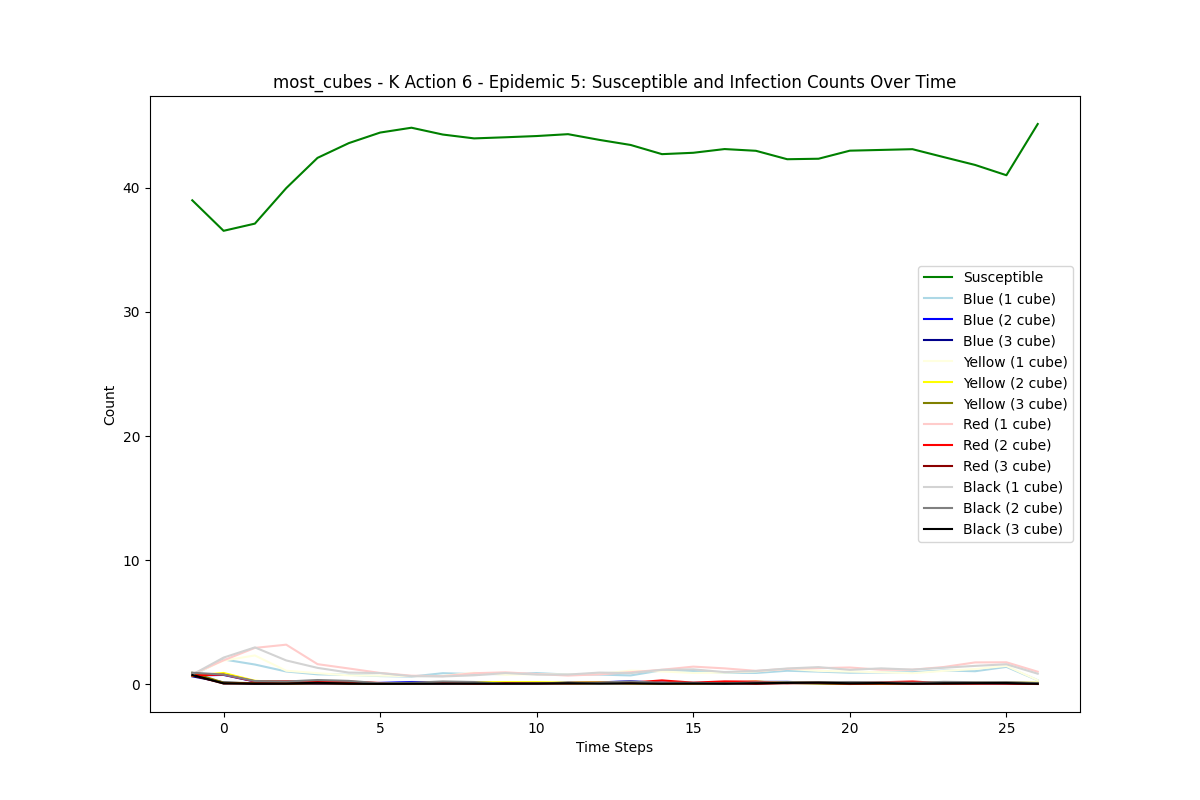 most_cubes - K Action 6 - Epidemic 5: Susceptible and Infection Counts Over Time
Count
40
30
20
10
0
Susceptible
Blue (1 cube)
Blue (2 cube)
Blue (3 cube)
Yellow (1 cube)
Yellow (2 cube)
Yellow (3 cube)
Red (1 cube)
Red (2 cube)
Red (3 cube)
Black (1 cube)
Black (2 cube)
Black (3 cube)
0 5 10 15 20 25
Time Steps